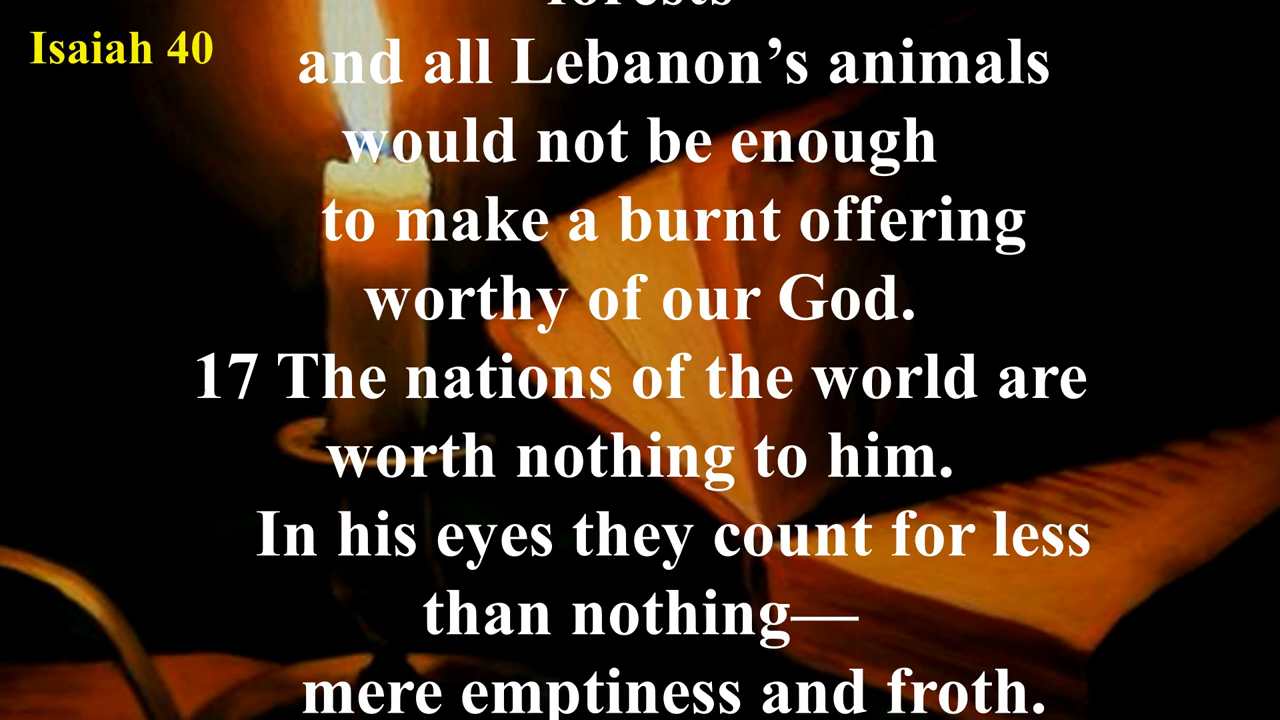 forests
Isaiah 40
and all Lebanon’s animals
would not be enough
to make a burnt offering
worthy of our God.
17 The nations of the world are
worth nothing to him.
In his eyes they count for less
than nothing—
mere emptiness and froth.